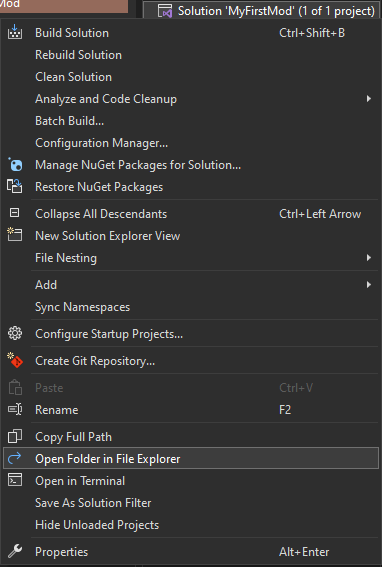 Mod
Solution 'MyFirstMod' (1 of 1 project)
Build Solution Ctrl+Shift+B
Rebuild Solution
Clean Solution
Analyze and Code Cleanup
Batch Build...
Configuration Manager...
Manage NuGet Packages for Solution...
Restore NuGet Packages
Collapse All Descendants Ctrl+Left Arrow
New Solution Explorer View
File Nesting
Add
Sync Namespaces
Configure Startup Projects...
Create Git Repository...
Paste Ctrl+V
Rename F2
Copy Full Path
Open Folder in File Explorer
Open in Terminal
Save As Solution Filter
Hide Unloaded Projects
Properties Alt+Enter